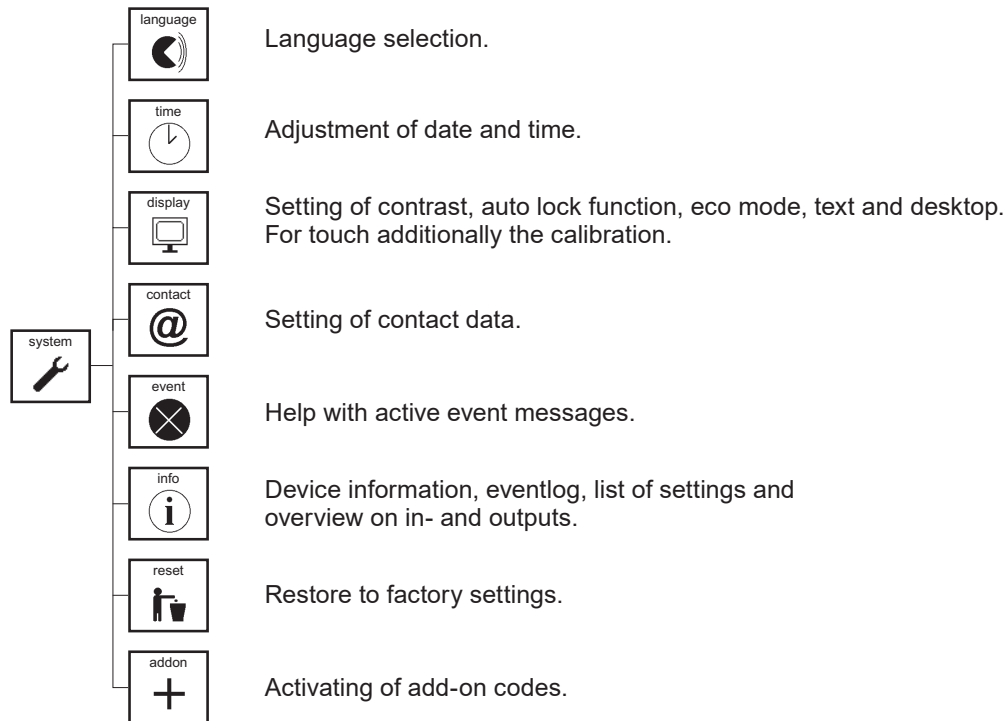 language
Language selection.
time
Adjustment of date and time.
display
Setting of contrast, auto lock function, eco mode, text and desktop.
For touch additionally the calibration.
contact
@
Setting of contact data.
system
event
Help with active event messages.
info
i
Device information, eventlog, list of settings and
overview on in- and outputs.
reset
Restore to factory settings.
addon
+
Activating of add-on codes.